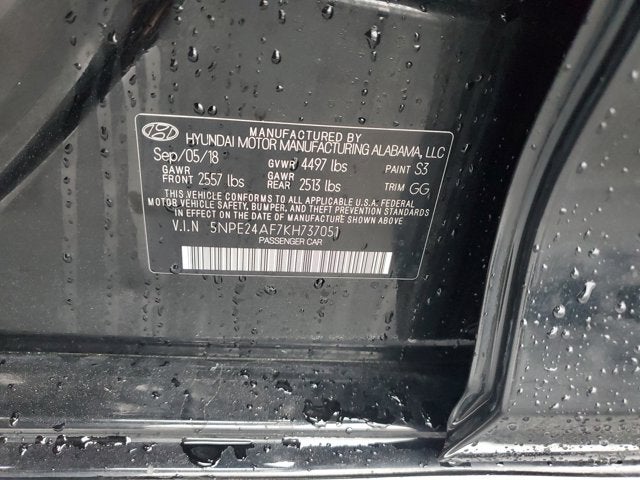 MANUFACTURED BY
HYUNDAI MOTOR MANUFACTURING ALABAMA, LLC
Sep/05/18 GVWR 4497 lbs PAINT S3
GAWR FRONT 2557 lbs GAWR REAR 2513 lbs TRIM GG
THIS VEHICLE CONFORMS TO ALL APPLICABLE U.S.A. FEDERAL
MOTOR VEHICLE SAFETY, BUMPER, AND THEFT PREVENTION STANDARDS
IN EFFECT ON THE DATE OF MANUFACTURE SHOWN ABOVE
V.I.N 5NPE24AF7KH737051
PASSENGER CAR